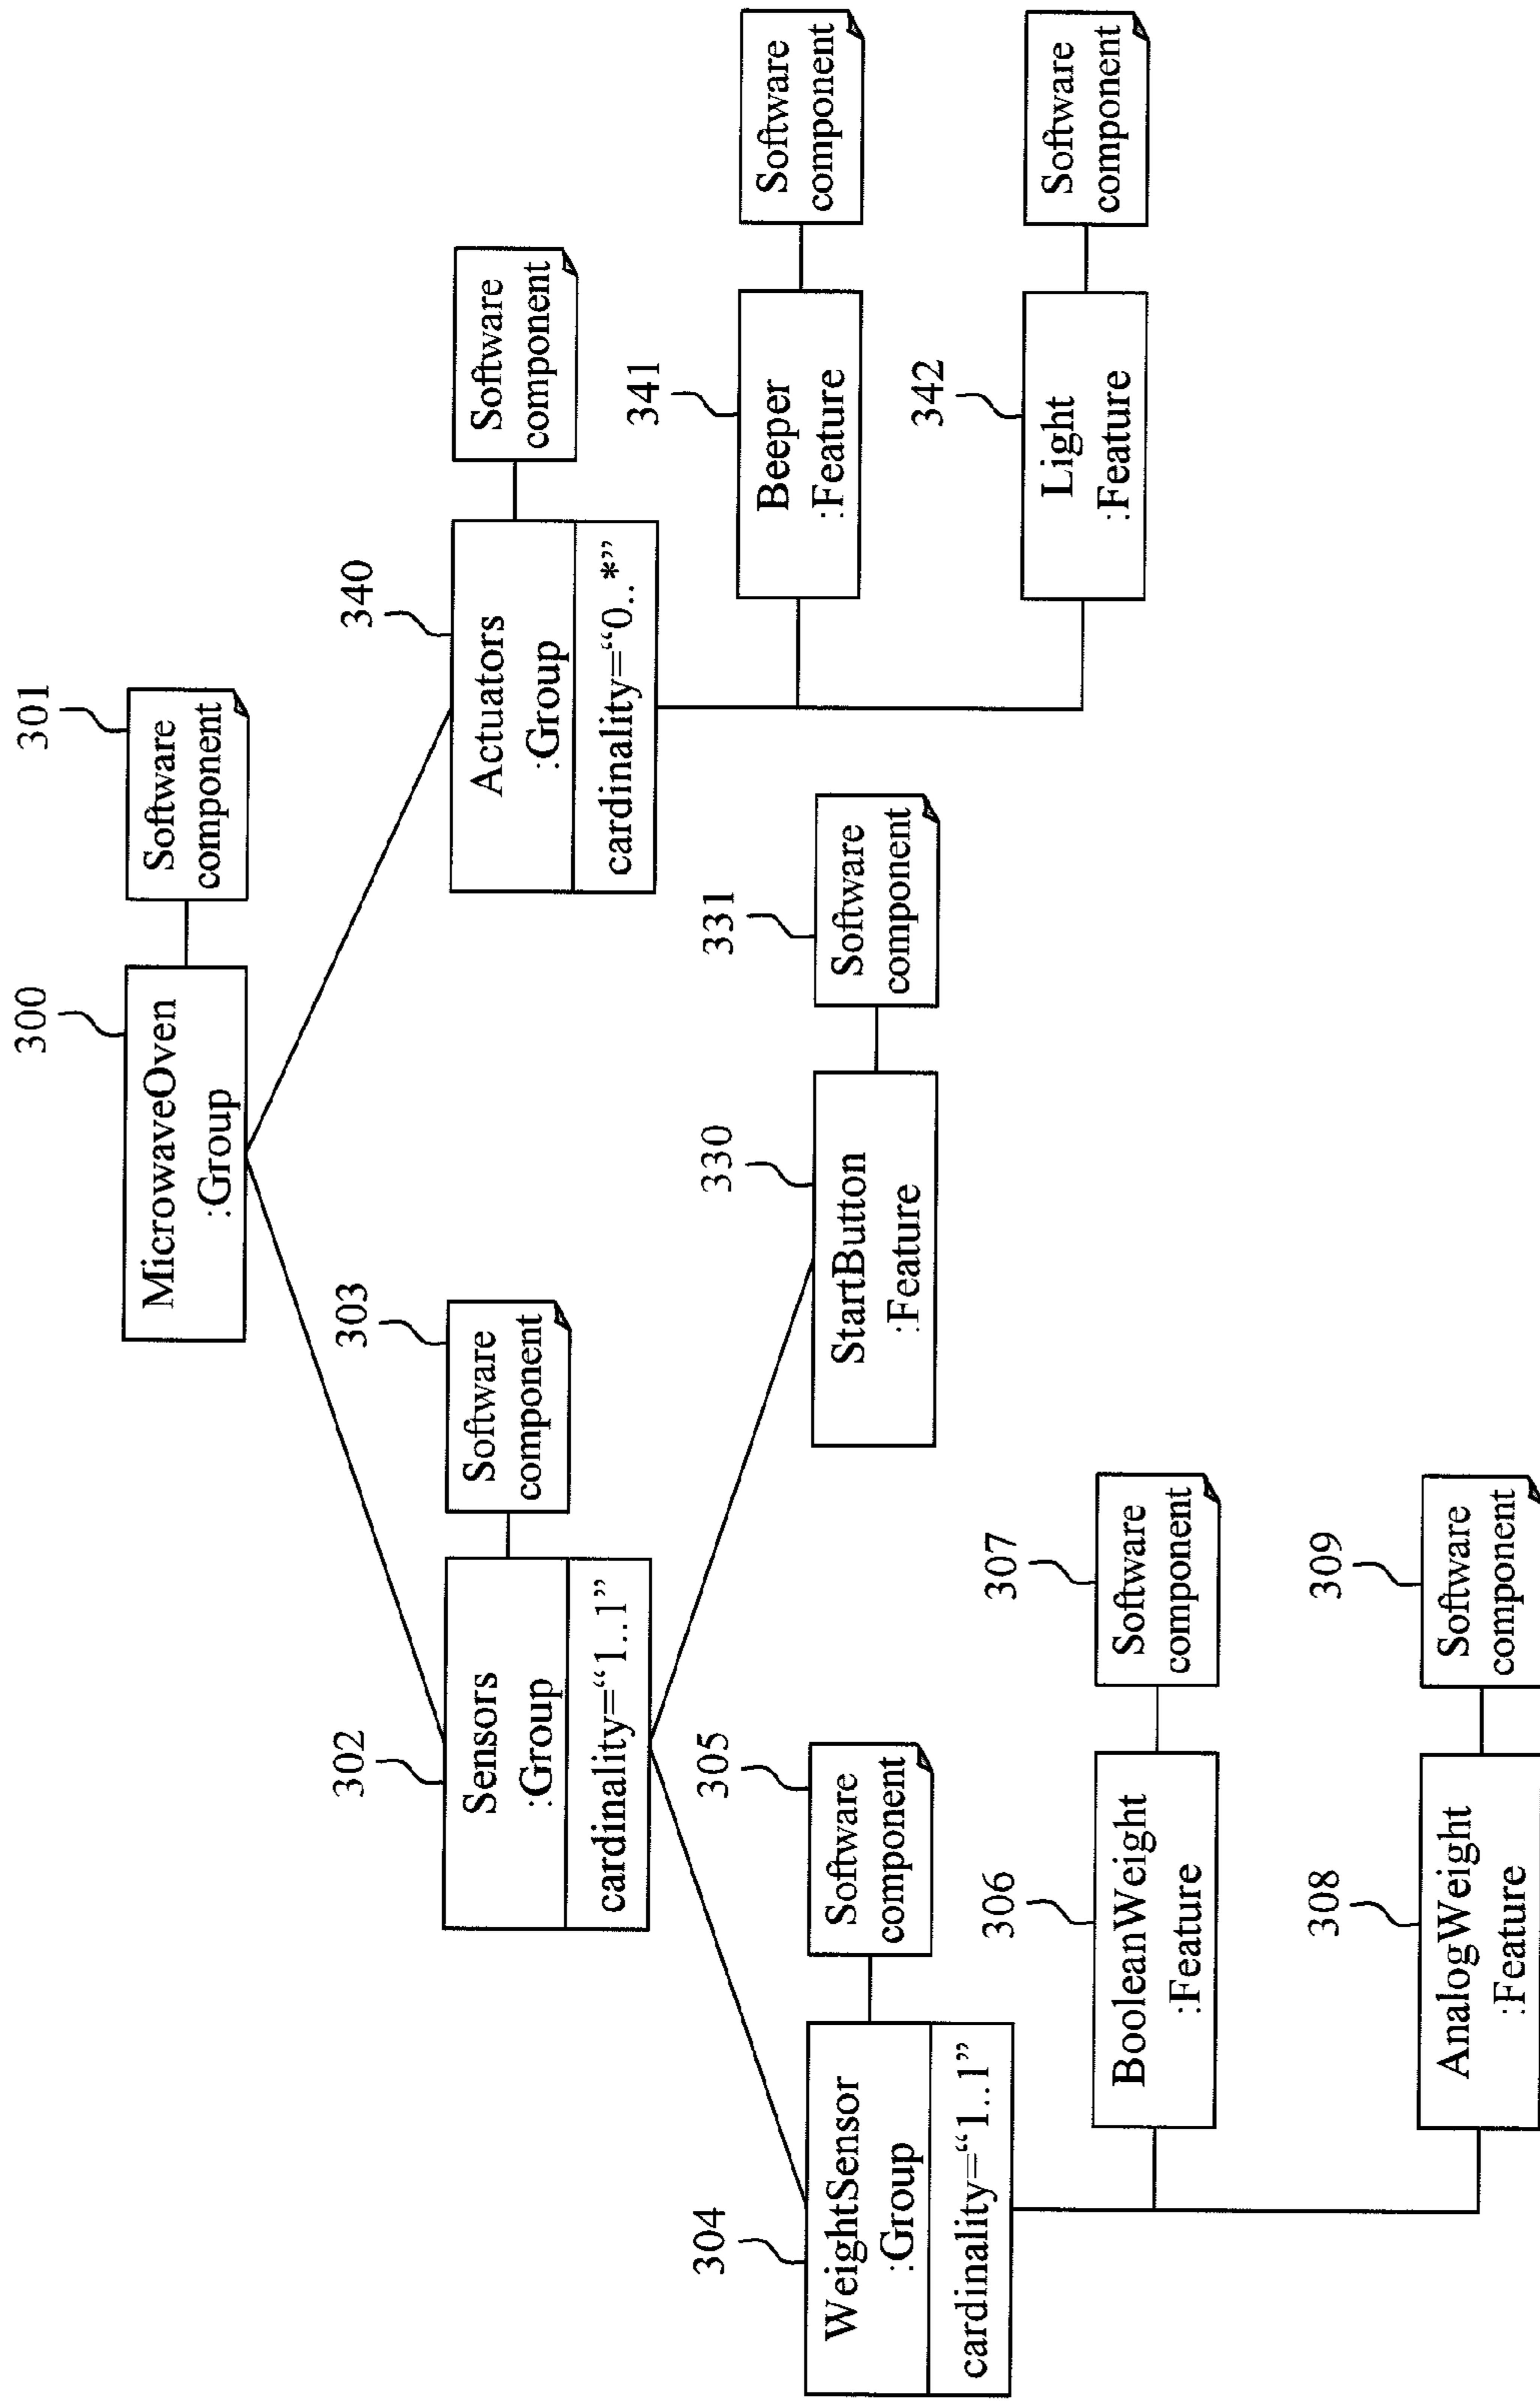 300
301
MicrowaveOven
:Group
Software
component
302
303
Sensors
:Group
cardinality=“1..1”
Software
component
340
Actuators
:Group
cardinality=“0..*”
Software
component
304
305
WeightSensor
:Group
cardinality=“1..1”
Software
component
330
331
StartButton
:Feature
Software
component
341
Beeper
:Feature
Software
component
306
307
BooleanWeight
:Feature
Software
component
342
Light
:Feature
Software
component
308
309
AnalogWeight
:Feature
Software
component